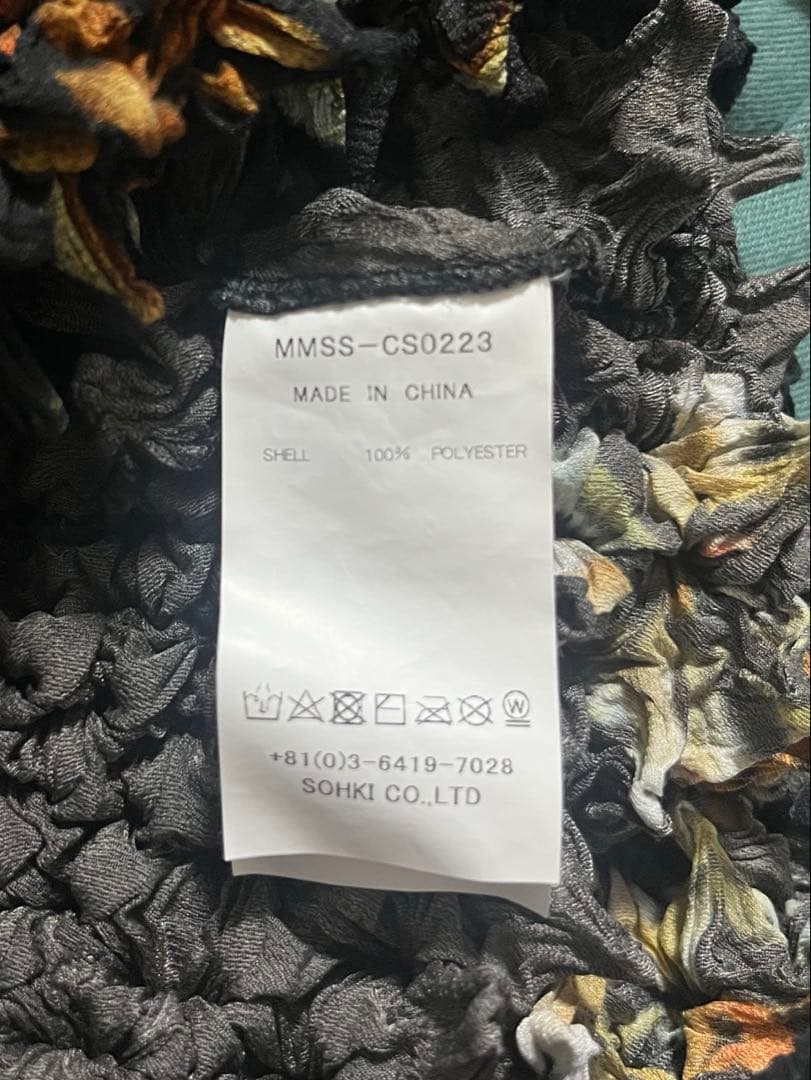 MMSS-CS0223
MADE IN CHINA
SHELL 100% POLYESTER
W
+81(0)3-6419-7028
SOHKI CO.,LTD